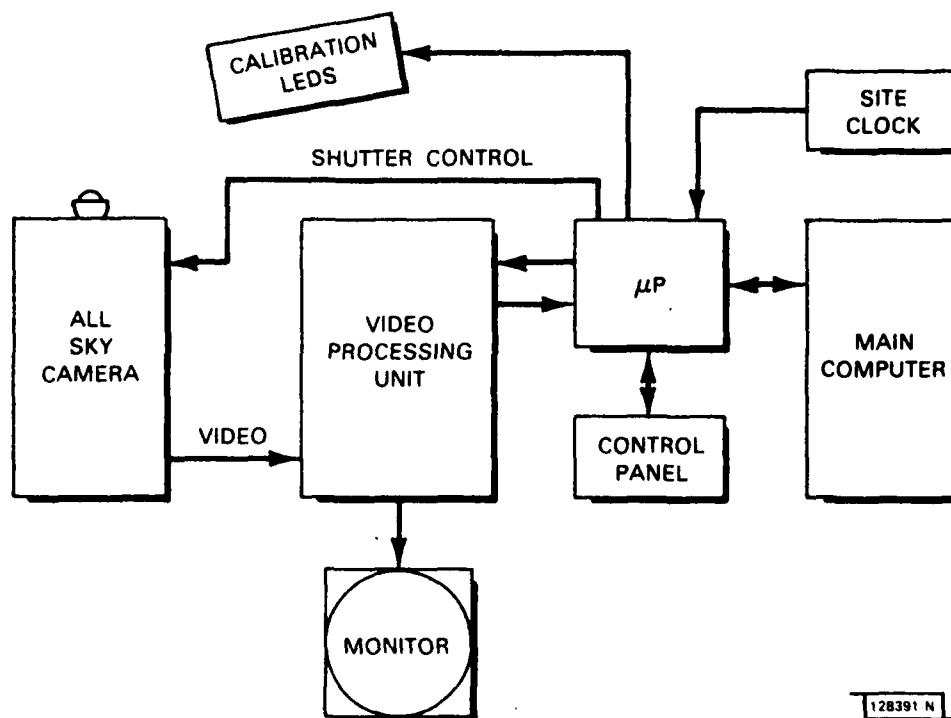 CALIBRATION
LEDS
SITE
CLOCK
SHUTTER CONTROL
ALL
SKY
CAMERA
VIDEO
PROCESSING
UNIT
μP
MAIN
COMPUTER
VIDEO
CONTROL
PANEL
MONITOR
128391 N